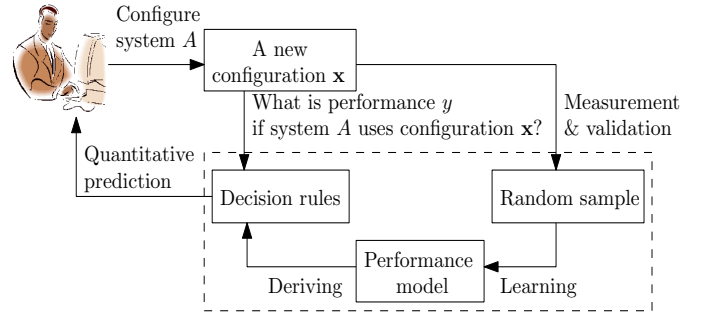 Configure
system A
A new
configuration x
What is performance y
if system A uses configuration x?
Measurement
& validation
Quantitative
prediction
Decision rules
Random sample
Performance
model
Deriving
Learning